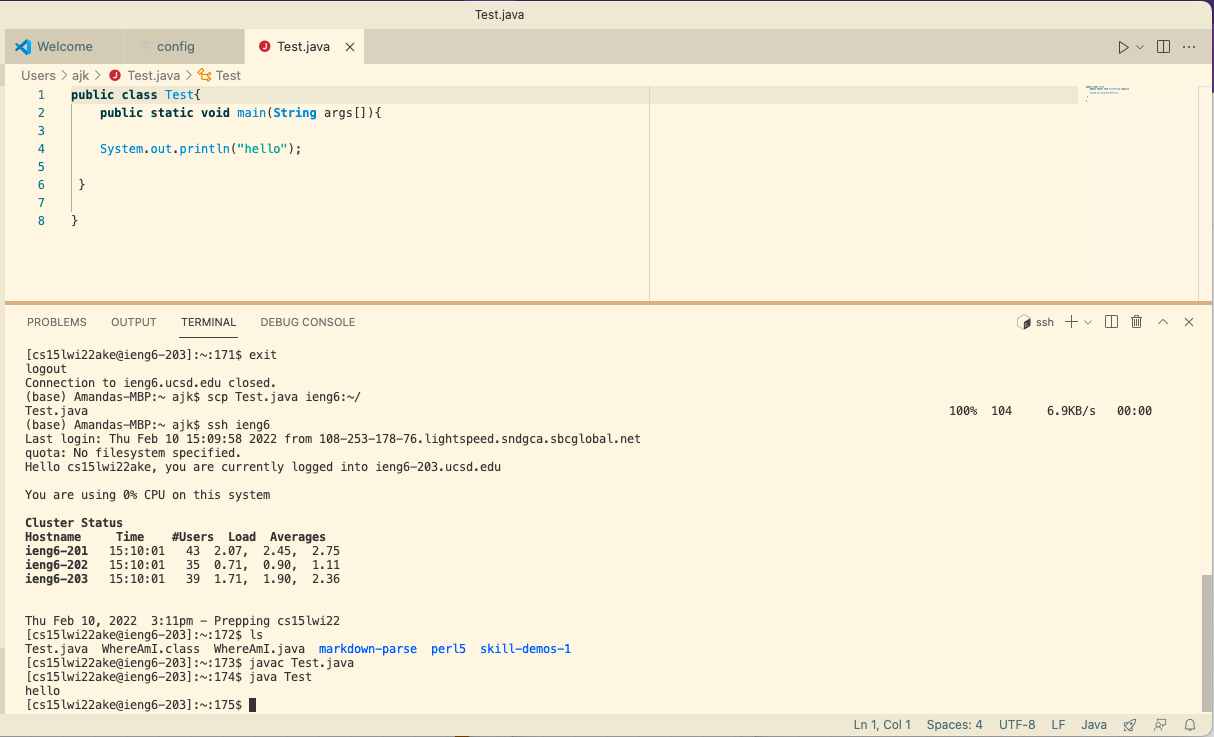 Test.java
Welcome config Test.java
Users > ajk > Test.java > Test
1 public class Test{
2     public static void main(String args[]){
3
4     System.out.println("hello");
5
6  }
7
8 }
PROBLEMS OUTPUT TERMINAL DEBUG CONSOLE ssh
[cs15lwi22ake@ieng6-203]:~:171$ exit
logout
Connection to ieng6.ucsd.edu closed.
(base) Amandas-MBP:~ ajk$ scp Test.java ieng6:~/
Test.java 100% 104 6.9KB/s 00:00
(base) Amandas-MBP:~ ajk$ ssh ieng6
Last login: Thu Feb 10 15:09:58 2022 from 108-253-178-76.lightspeed.sndgca.sbcglobal.net
quota: No filesystem specified.
Hello cs15lwi22ake, you are currently logged into ieng6-203.ucsd.edu
You are using 0% CPU on this system
Cluster Status
Hostname Time #Users Load Averages
ieng6-201 15:10:01 43 2.07, 2.45, 2.75
ieng6-202 15:10:01 35 0.71, 0.90, 1.11
ieng6-203 15:10:01 39 1.71, 1.90, 2.36
Thu Feb 10, 2022 3:11pm - Prepping cs15lwi22
[cs15lwi22ake@ieng6-203]:~:172$ ls
Test.java WhereAmI.class WhereAmI.java markdown-parse perl5 skill-demos-1
[cs15lwi22ake@ieng6-203]:~:173$ javac Test.java
[cs15lwi22ake@ieng6-203]:~:174$ java Test
hello
[cs15lwi22ake@ieng6-203]:~:175$
Ln 1, Col 1 Spaces: 4 UTF-8 LF Java